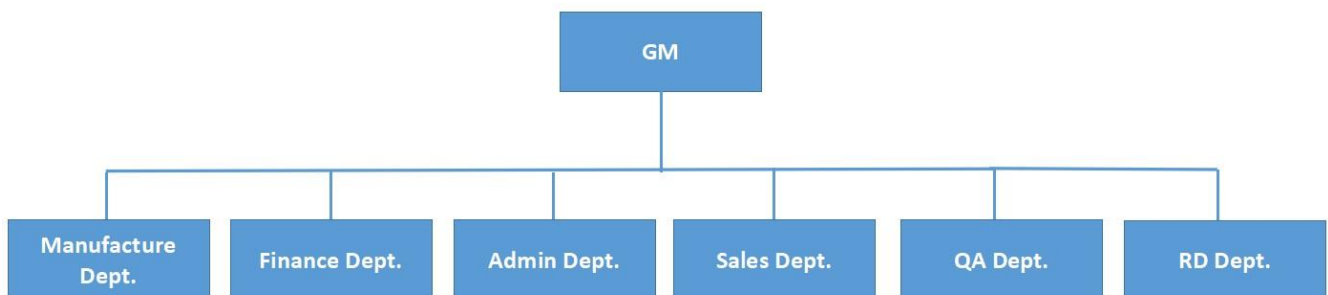 GM
Manufacture
Dept.
Finance Dept.
Admin Dept.
Sales Dept.
QA Dept.
RD Dept.